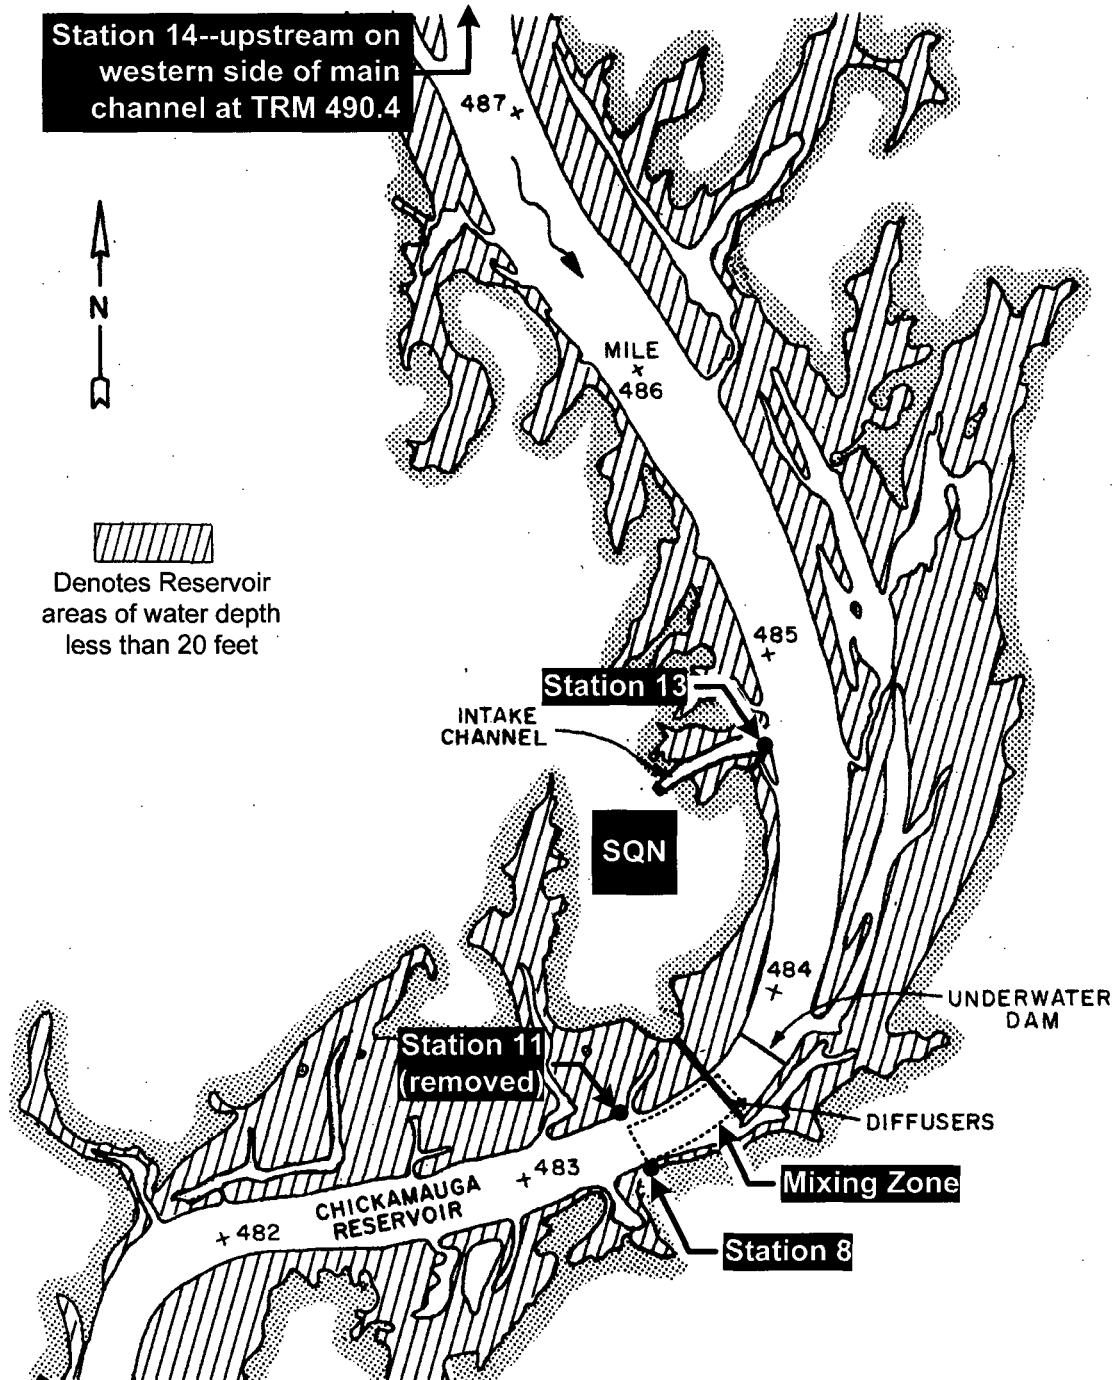 Station 14--upstream on
western side of main
channel at TRM 490.4
487
N
MILE
486
Denotes Reservoir
areas of water depth
less than 20 feet
485
Station 13
INTAKE
CHANNEL
SQN
484
UNDERWATER
DAM
Station 11
(removed)
DIFFUSERS
483
Mixing Zone
CHICKAMAUGA
RESERVOIR
482
Station 8